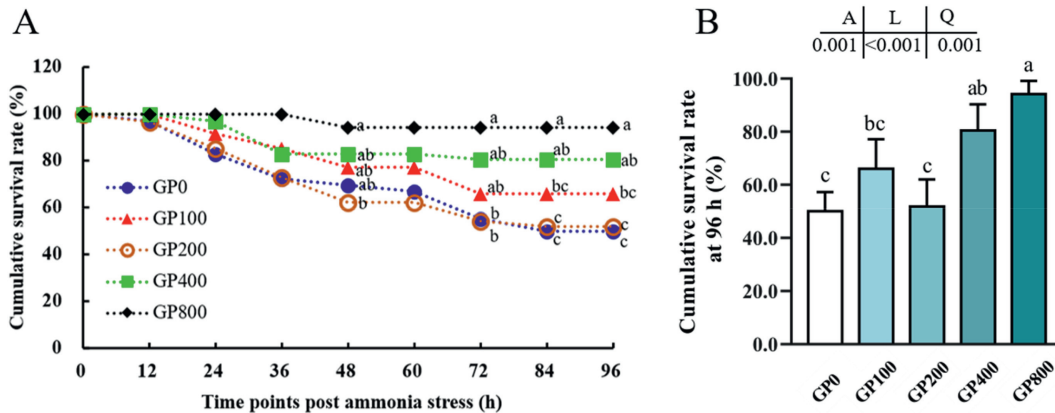 A
Cumulative survival rate (%)
120
100
80
60
40
20
0
GP0
GP100
GP200
GP400
GP800
a a a a
ab ab ab ab
ab ab bc bc
ab b c c
b b c c
0 12 24 36 48 60 72 84 96
Time points post ammonia stress (h)
B
A L Q
0.001 <0.001 0.001
Cumulative survival rate
at 96 h (%)
100.0
80.0
60.0
40.0
20.0
0.0
c bc c ab a
GP0 GP100 GP200 GP400 GP800